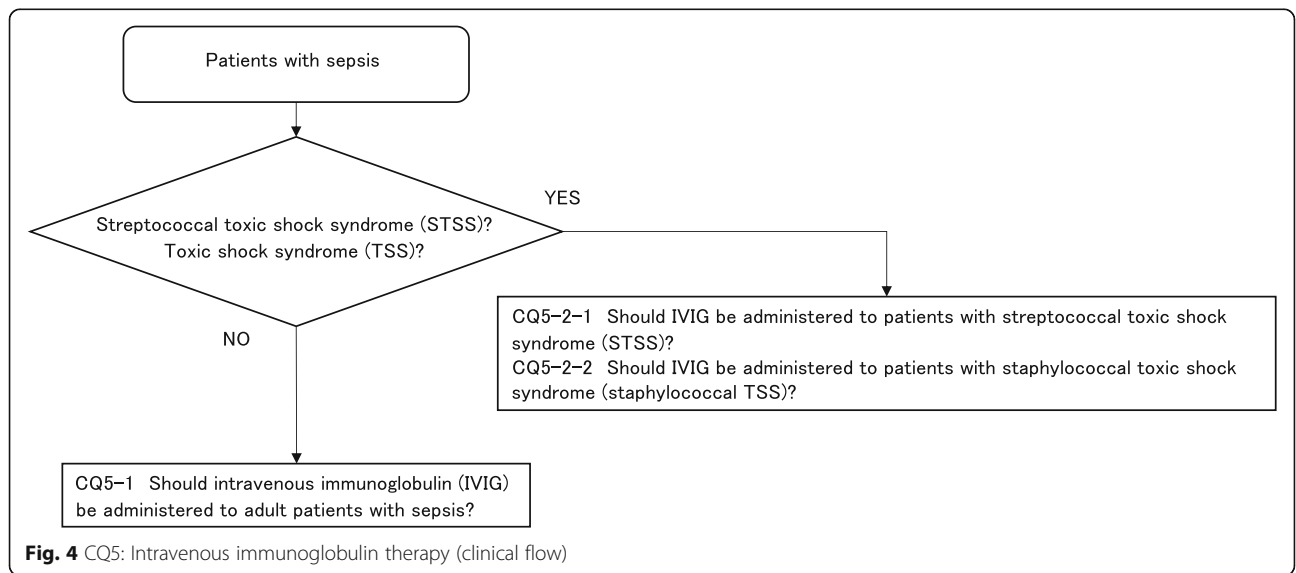 Patients with sepsis
Streptococcal toxic shock syndrome (STSS)?
Toxic shock syndrome (TSS)?
YES
NO
CQ5-2-1 Should IVIG be administered to patients with streptococcal toxic shock
syndrome (STSS)?
CQ5-2-2 Should IVIG be administered to patients with staphylococcal toxic shock
syndrome (staphylococcal TSS)?
CQ5-1 Should intravenous immunoglobulin (IVIG)
be administered to adult patients with sepsis?
Fig. 4 CQ5: Intravenous immunoglobulin therapy (clinical flow)